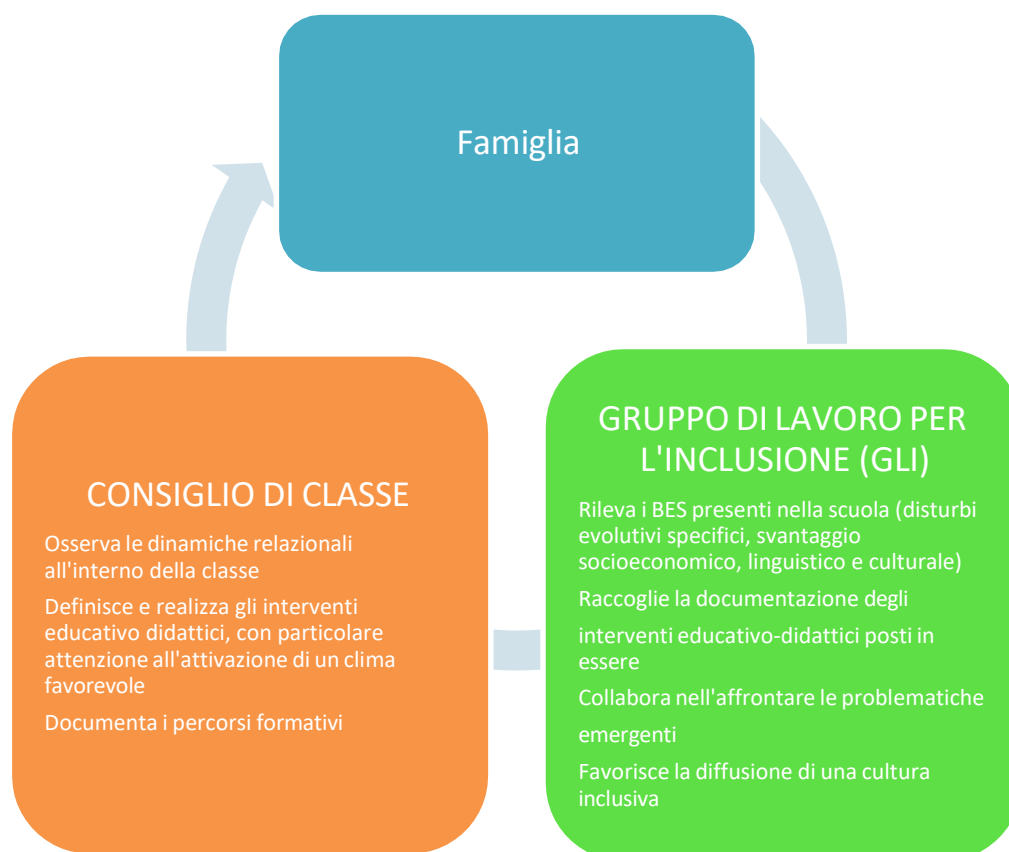 Famiglia
CONSIGLIO DI CLASSE
Osserva le dinamiche relazionali
all'interno della classe
Definisce e realizza gli interventi
educativo didattici, con particolare
attenzione all'attivazione di un clima
favorevole
Documenta i percorsi formativi
GRUPPO DI LAVORO PER
L'INCLUSIONE (GLI)
Rileva i BES presenti nella scuola (disturbi
evolutivi specifici, svantaggio
socioeconomico, linguistico e culturale)
Raccoglie la documentazione degli
interventi educativo-didattici posti in
essere
Collabora nell'affrontare le problematiche
emergenti
Favorisce la diffusione di una cultura
inclusiva